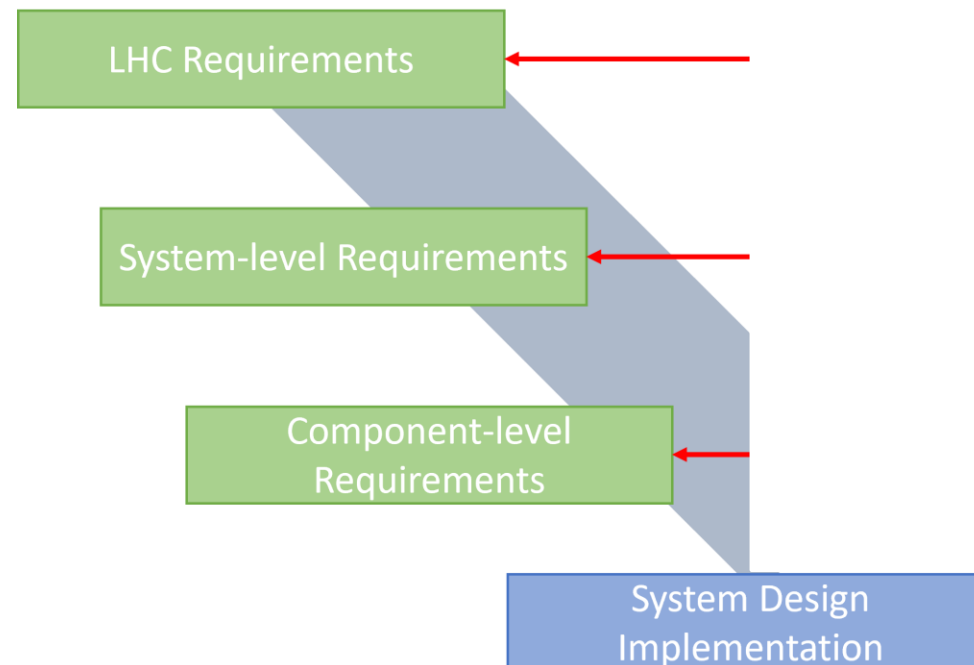 LHC Requirements
System-level Requirements
Component-level
Requirements
System Design
Implementation